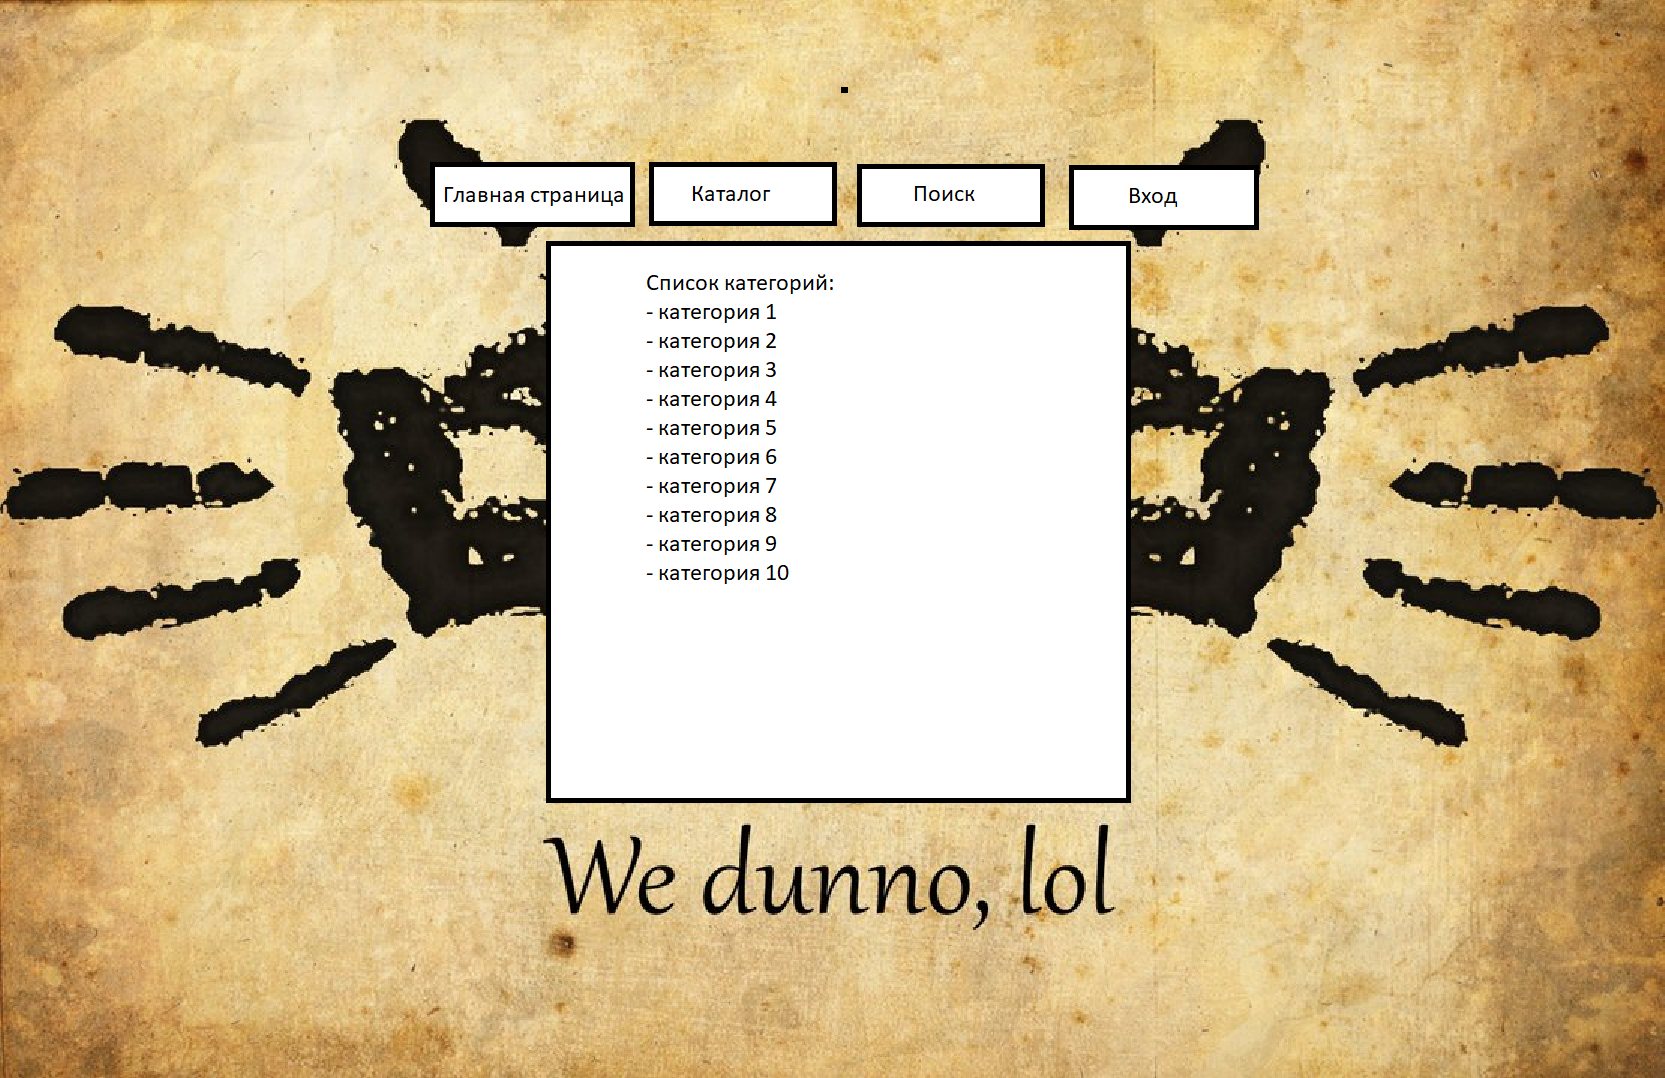 Главная страница
Каталог
Поиск
Вход
Список категорий:
- категория 1
- категория 2
- категория 3
- категория 4
- категория 5
- категория 6
- категория 7
- категория 8
- категория 9
- категория 10
We dunno, lol